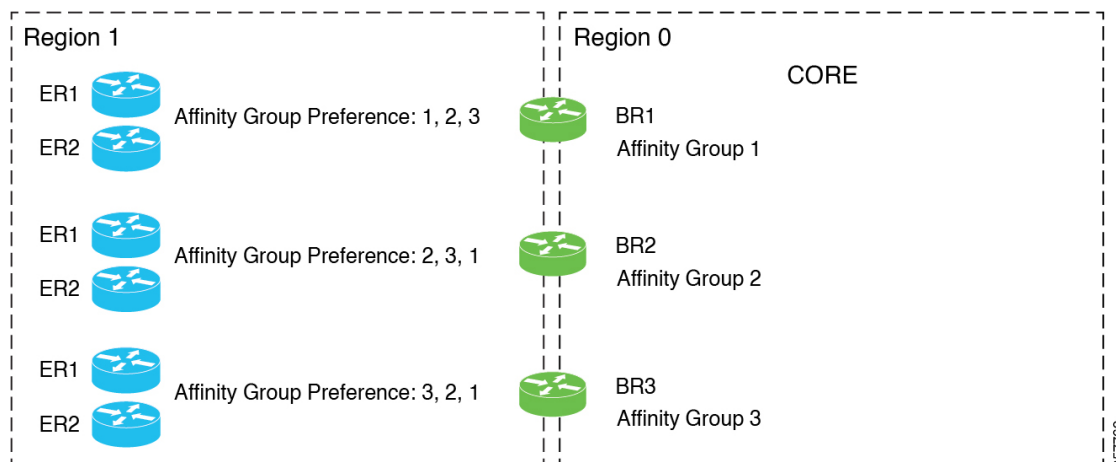 Region 1
Region 0
CORE
ER1
Affinity Group Preference: 1, 2, 3
ER2
BR1
Affinity Group 1
ER1
Affinity Group Preference: 2, 3, 1
ER2
BR2
Affinity Group 2
ER1
Affinity Group Preference: 3, 2, 1
ER2
BR3
Affinity Group 3